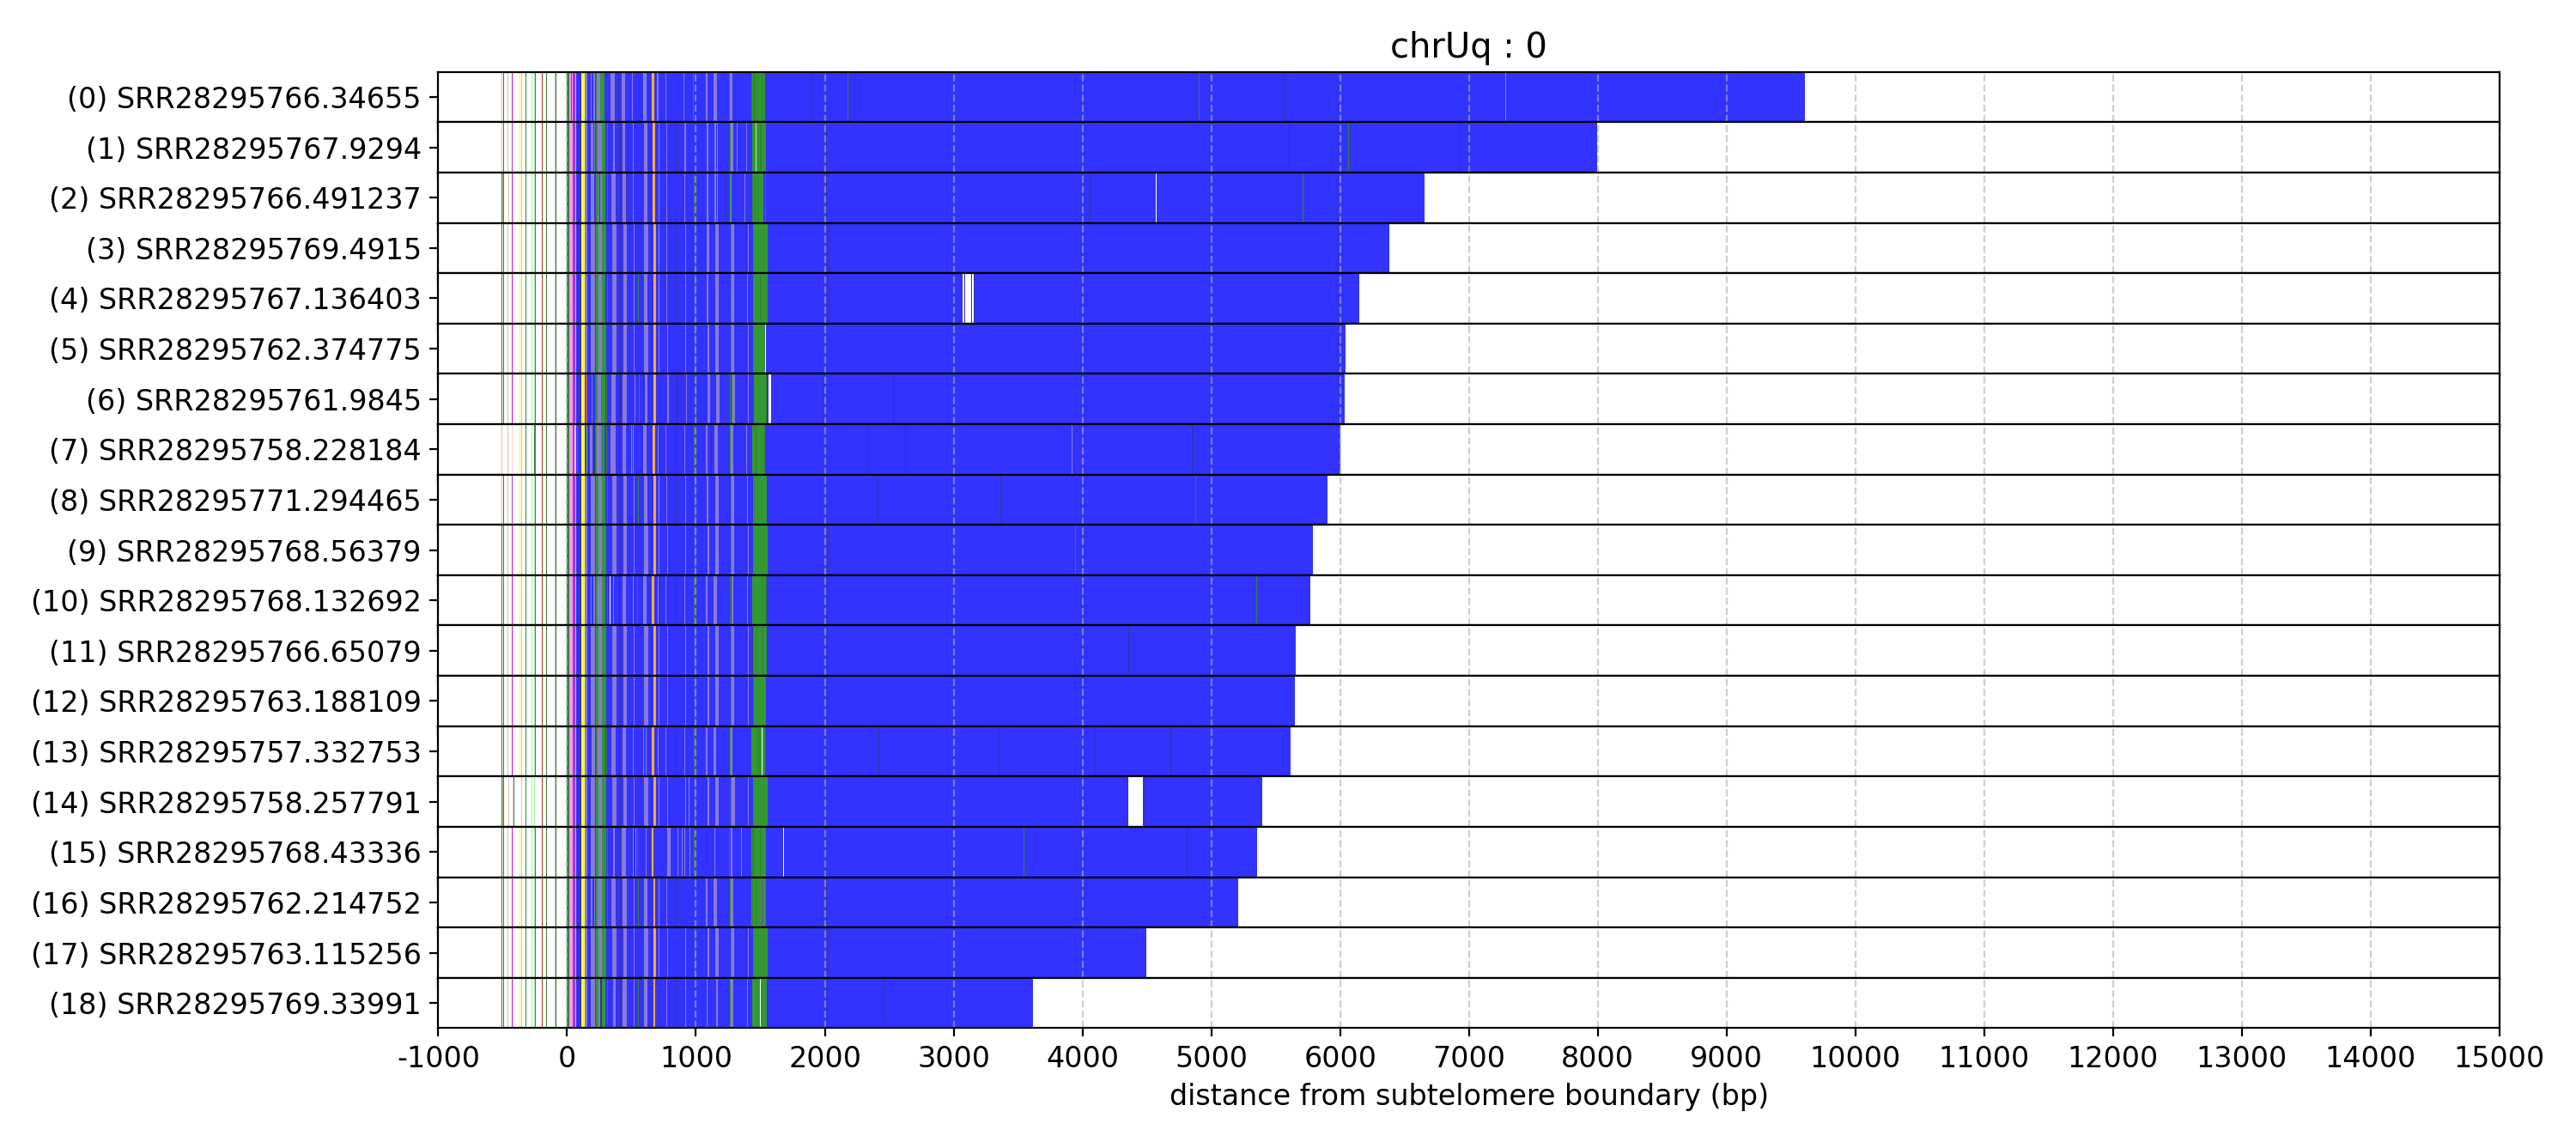 chrUq : 0
(0) SRR28295766.34655
(1) SRR28295767.9294
(2) SRR28295766.491237
(3) SRR28295769.4915
(4) SRR28295767.136403
(5) SRR28295762.374775
(6) SRR28295761.9845
(7) SRR28295758.228184
(8) SRR28295771.294465
(9) SRR28295768.56379
(10) SRR28295768.132692
(11) SRR28295766.65079
(12) SRR28295763.188109
(13) SRR28295757.332753
(14) SRR28295758.257791
(15) SRR28295768.43336
(16) SRR28295762.214752
(17) SRR28295763.115256
(18) SRR28295769.33991
-1000 0 1000 2000 3000 4000 5000 6000 7000 8000 9000 10000 11000 12000 13000 14000 15000
distance from subtelomere boundary (bp)